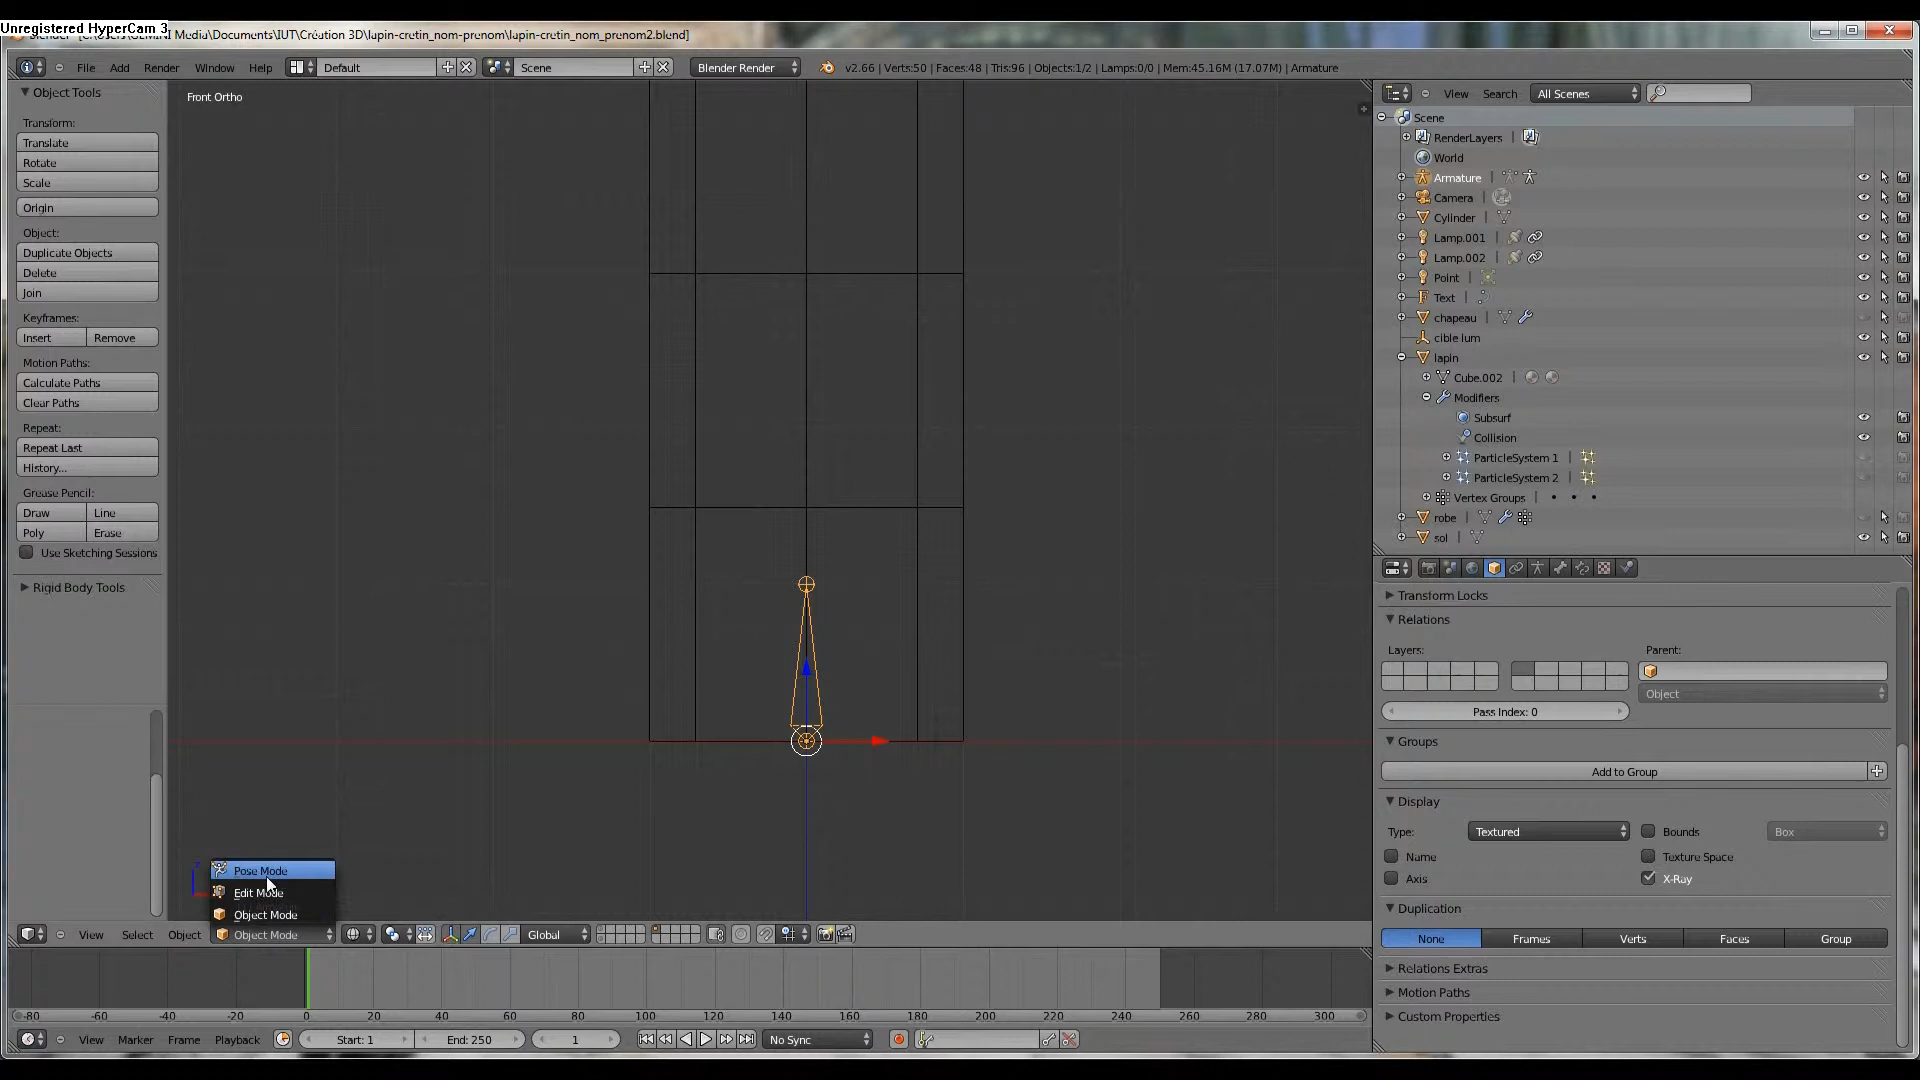 Unregistered HyperCam 3
MINI Media\Documents\IUT\Création 3D\lapin-cretin_nom-prenom\lapin-cretin_nom_prenom2.blend]
File Add Render Window Help Default Scene Blender Render v2.66 | Verts:50 | Faces:48 | Tris:96 | Objects:1/2 | Lamps:0/0 | Mem:45.16M (17.07M) | Armature
Object Tools
Transform:
Translate
Rotate
Scale
Origin
Object:
Duplicate Objects
Delete
Join
Keyframes:
Insert Remove
Motion Paths:
Calculate Paths
Clear Paths
Repeat:
Repeat Last
History...
Grease Pencil:
Draw Line
Poly Erase
Use Sketching Sessions
Rigid Body Tools
Front Ortho
Pose Mode
Edit Mode
Object Mode
View Select Object Object Mode Global
-80 -60 -40 -20 0 20 40 60 80 100 120 140 160 180 200 220 240 260 280 300
View Marker Frame Playback Start: 1 End: 250 1 No Sync
View Search All Scenes
Scene
RenderLayers
World
Armature
Camera
Cylinder
Lamp.001
Lamp.002
Point
Text
chapeau
cible lum
lapin
Cube.002
Modifiers
Subsurf
Collision
ParticleSystem 1
ParticleSystem 2
Vertex Groups
robe
sol
Transform Locks
Relations
Layers: Parent:
Object
Pass Index: 0
Groups
Add to Group
Display
Type: Textured Bounds Box
Name Texture Space
Axis X-Ray
Duplication
None Frames Verts Faces Group
Relations Extras
Motion Paths
Custom Properties